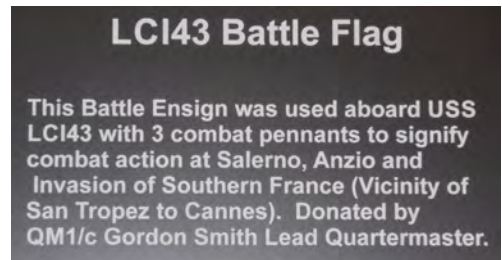 LCI43 Battle Flag
This Battle Ensign was used aboard USS
LCI43 with 3 combat pennants to signify
combat action at Salerno, Anzio and
Invasion of Southern France (Vicinity of
San Tropez to Cannes). Donated by
QM1/c Gordon Smith Lead Quartermaster.